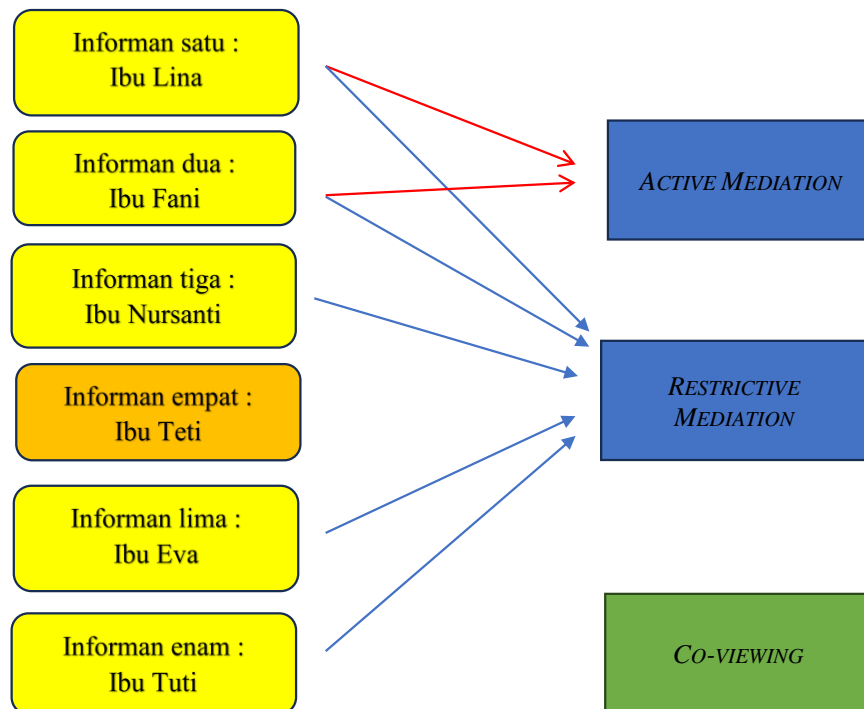 Informan satu :
Ibu Lina
Informan dua :
Ibu Fani
Informan tiga :
Ibu Nursanti
Informan empat :
Ibu Teti
Informan lima :
Ibu Eva
Informan enam :
Ibu Tuti
ACTIVE MEDIATION
RESTRICTIVE
MEDIATION
CO-VIEWING